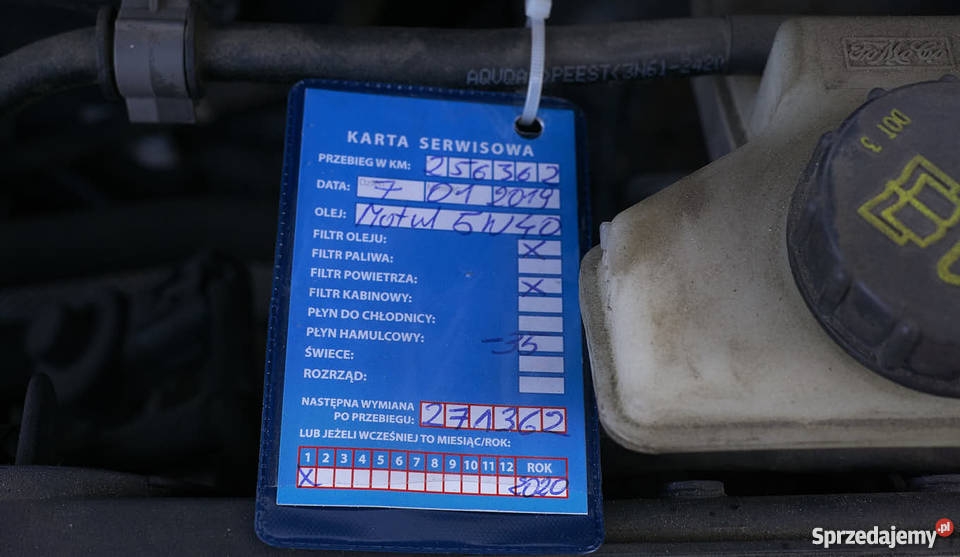 KARTA SERWISOWA
PRZEBIEG W KM: 256362
DATA: 7 01 2019
OLEJ: Motul 5W40
FILTR OLEJU: X
FILTR PALIWA:
FILTR POWIETRZA: X
FILTR KABINOWY:
PŁYN DO CHŁODNICY:
PŁYN HAMULCOWY: -35
ŚWIECE:
ROZRZĄD:
NASTĘPNA WYMIANA
PO PRZEBIEGU: 271362
LUB JEŻELI WCZEŚNIEJ TO MIESIĄC/ROK:
1 2 3 4 5 6 7 8 9 10 11 12 ROK
X 2020
DOT 3
Sprzedajemy.pl